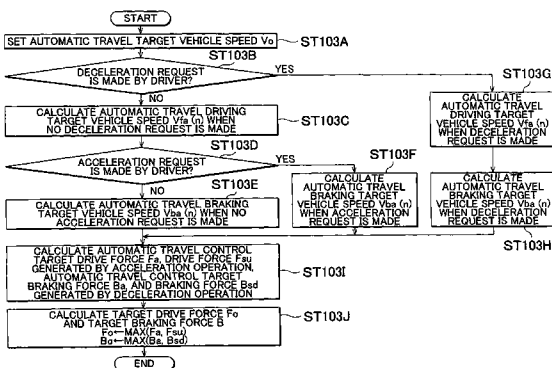 START
SET AUTOMATIC TRAVEL TARGET VEHICLE SPEED Vo
ST103A
ST103B
DECELERATION REQUEST
IS MADE BY DRIVER?
YES
NO
CALCULATE AUTOMATIC TRAVEL DRIVING
TARGET VEHICLE SPEED Vfa (n) WHEN
NO DECELERATION REQUEST IS MADE
ST103C
ST103G
CALCULATE
AUTOMATIC TRAVEL
DRIVING TARGET
VEHICLE SPEED Vfa (n)
WHEN DECELERATION
REQUEST IS MADE
ST103D
ACCELERATION REQUEST
IS MADE BY DRIVER?
YES
NO
ST103E
CALCULATE AUTOMATIC TRAVEL BRAKING
TARGET VEHICLE SPEED Vba (n) WHEN NO
ACCELERATION REQUEST IS MADE
ST103F
CALCULATE
AUTOMATIC TRAVEL
BRAKING TARGET
VEHICLE SPEED Vba (n)
WHEN ACCELERATION
REQUEST IS MADE
CALCULATE
AUTOMATIC TRAVEL
BRAKING TARGET
VEHICLE SPEED Vba (n)
WHEN DECELERATION
REQUEST IS MADE
ST103H
CALCULATE AUTOMATIC TRAVEL CONTROL
TARGET DRIVE FORCE Fa, DRIVE FORCE Fsu
GENERATED BY ACCELERATION OPERATION,
AUTOMATIC TRAVEL CONTROL TARGET
BRAKING FORCE Ba, AND BRAKING FORCE Bsd
GENERATED BY DECELERATION OPERATION
ST103I
CALCULATE TARGET DRIVE FORCE Fo
AND TARGET BRAKING FORCE B
Fo←MAX(Fa, Fsu)
Bo←MAX(Ba, Bsd)
ST103J
END